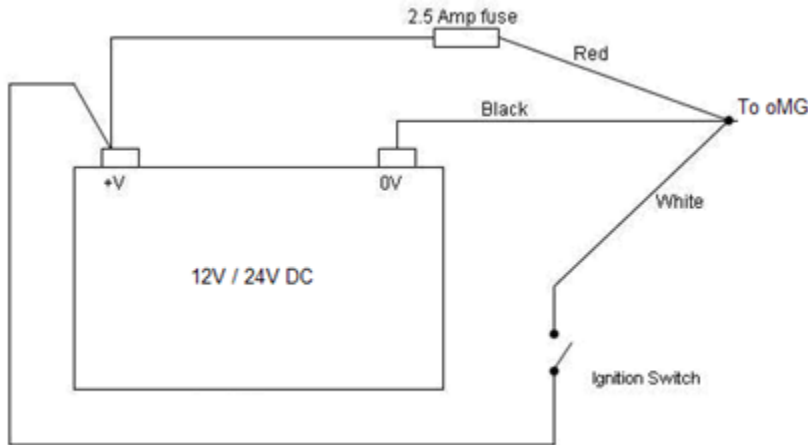 2.5 Amp fuse
Red
To oMG
Black
+V
0V
White
12V / 24V DC
Ignition Switch